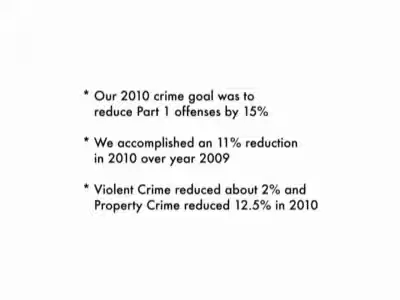 * Our 2010 crime goal was to
reduce Part 1 offenses by 15%
* We accomplished an 11% reduction
in 2010 over year 2009
* Violent Crime reduced about 2% and
Property Crime reduced 12.5% in 2010